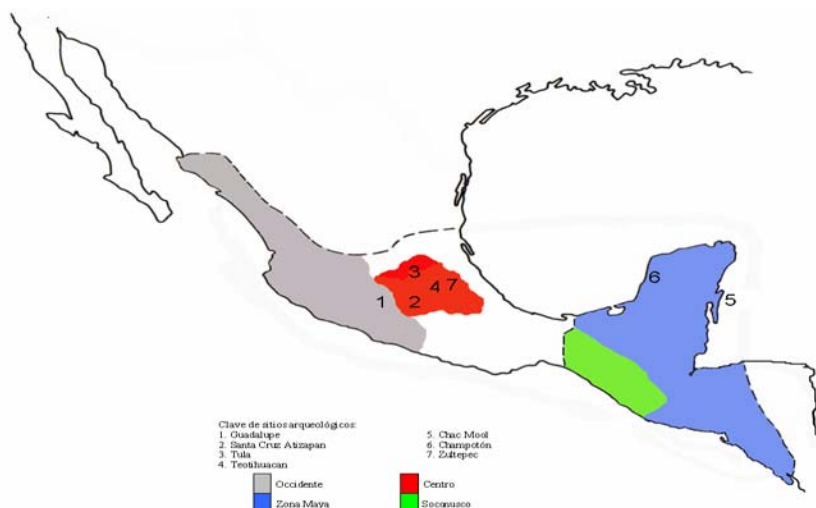 3
6
4 7
1
2
5
Clave de sitios arqueológicos:
1. Guadalupe
2. Santa Cruz Atizapan
3. Tula
4. Teotihuacan
5. Chac Mool
6. Champotón
7. Zultepec
Occidente
Centro
Zona Maya
Soconusco